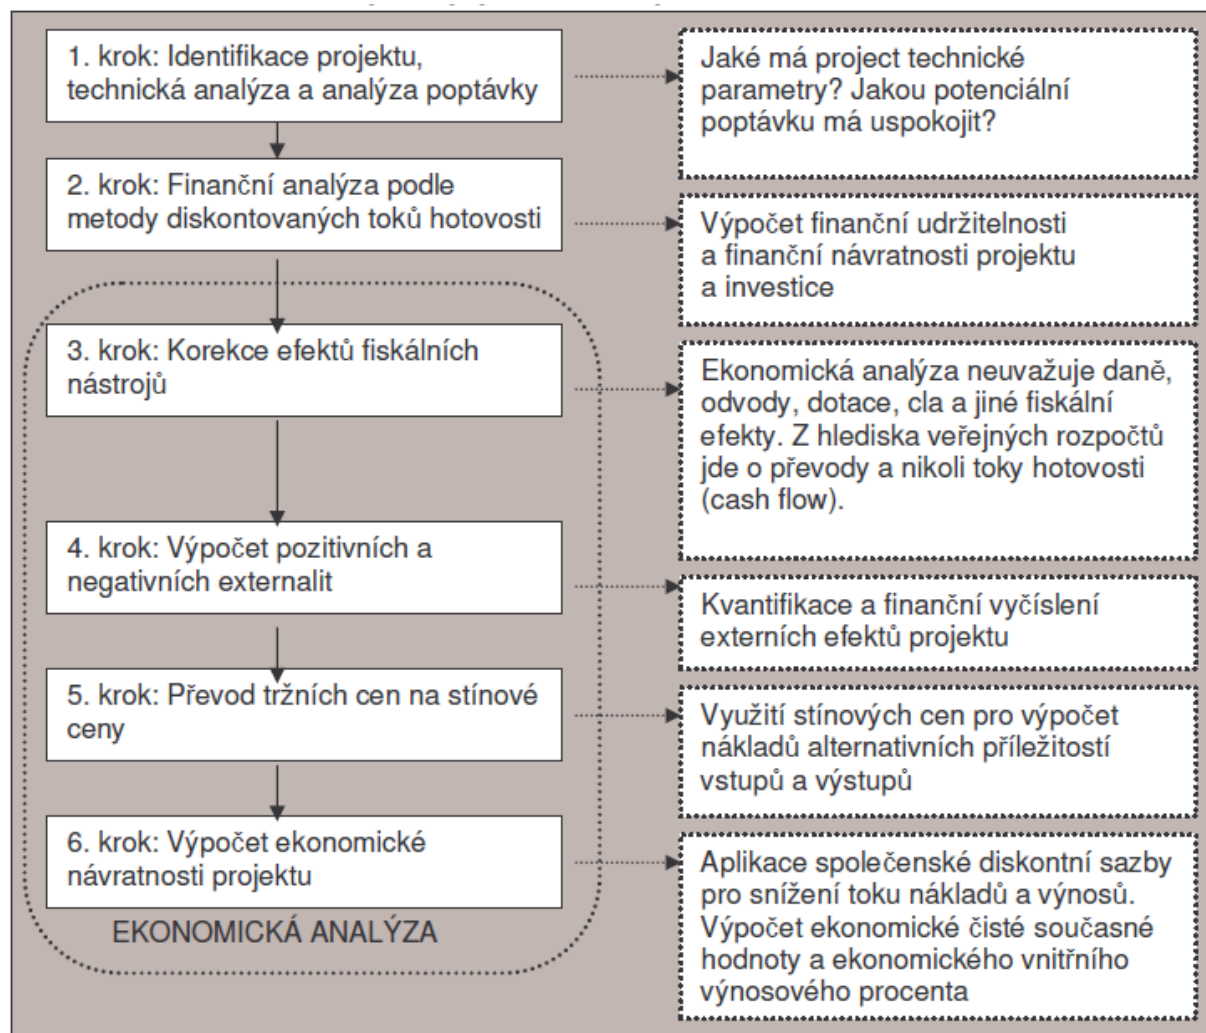 1. krok: Identifikace projektu,
technická analýza a analýza poptávky
Jaké má project technické
parametry? Jakou potenciální
poptávku má uspokojit?
2. krok: Finanční analýza podle
metody diskontovaných toků hotovosti
Výpočet finanční udržitelnosti
a finanční návratnosti projektu
a investice
3. krok: Korekce efektů fiskálních
nástrojů
Ekonomická analýza neuvažuje daně,
odvody, dotace, cla a jiné fiskální
efekty. Z hlediska veřejných rozpočtů
jde o převody a nikoli toky hotovosti
(cash flow).
4. krok: Výpočet pozitivních a
negativních externalit
Kvantifikace a finanční vyčíslení
externích efektů projektu
5. krok: Převod tržních cen na stínové
ceny
Využití stínových cen pro výpočet
nákladů alternativních příležitostí
vstupů a výstupů
6. krok: Výpočet ekonomické
návratnosti projektu
Aplikace společenské diskontní sazby
pro snížení toku nákladů a výnosů.
Výpočet ekonomické čisté současné
hodnoty a ekonomického vnitřního
výnosového procenta
EKONOMICKÁ ANALÝZA